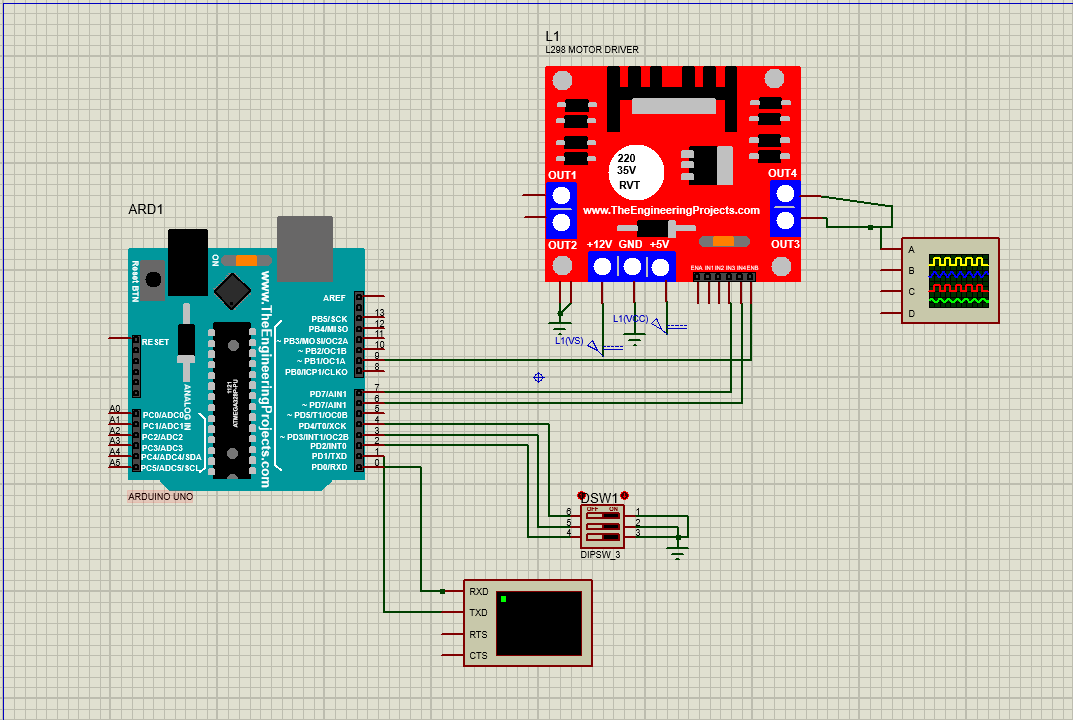 L1
L298 MOTOR DRIVER
220
35V
RVT
OUT1
OUT4
www.TheEngineeringProjects.com
OUT2
+12V
GND
+5V
OUT3
ENA IN1 IN2 IN3 IN4 ENB
L1(VCC)
L1(VS)
A
B
C
D
ARD1
Reset BTN
ON
www.TheEngineeringProjects.com
1121
ATMEGA328P-PU
ANALOG IN
RESET
AREF
PB5/SCK
13
PB4/MISO
12
~ PB3/MOSI/OC2A
11
~ PB2/OC1B
10
~ PB1/OC1A
9
PB0/ICP1/CLKO
8
PD7/AIN1
7
~ PD7/AIN1
6
~ PD5/T1/OC0B
5
PD4/T0/XCK
4
~ PD3/INT1/OC2B
3
PD2/INT0
2
PD1/TXD
1
PD0/RXD
0
A0
PC0/ADC0
A1
PC1/ADC1
A2
PC2/ADC2
A3
PC3/ADC3
A4
PC4/ADC4/SDA
A5
PC5/ADC5/SCL
ARDUINO UNO
DSW1
OFF
ON
6
1
5
2
4
3
DIPSW_3
RXD
TXD
RTS
CTS